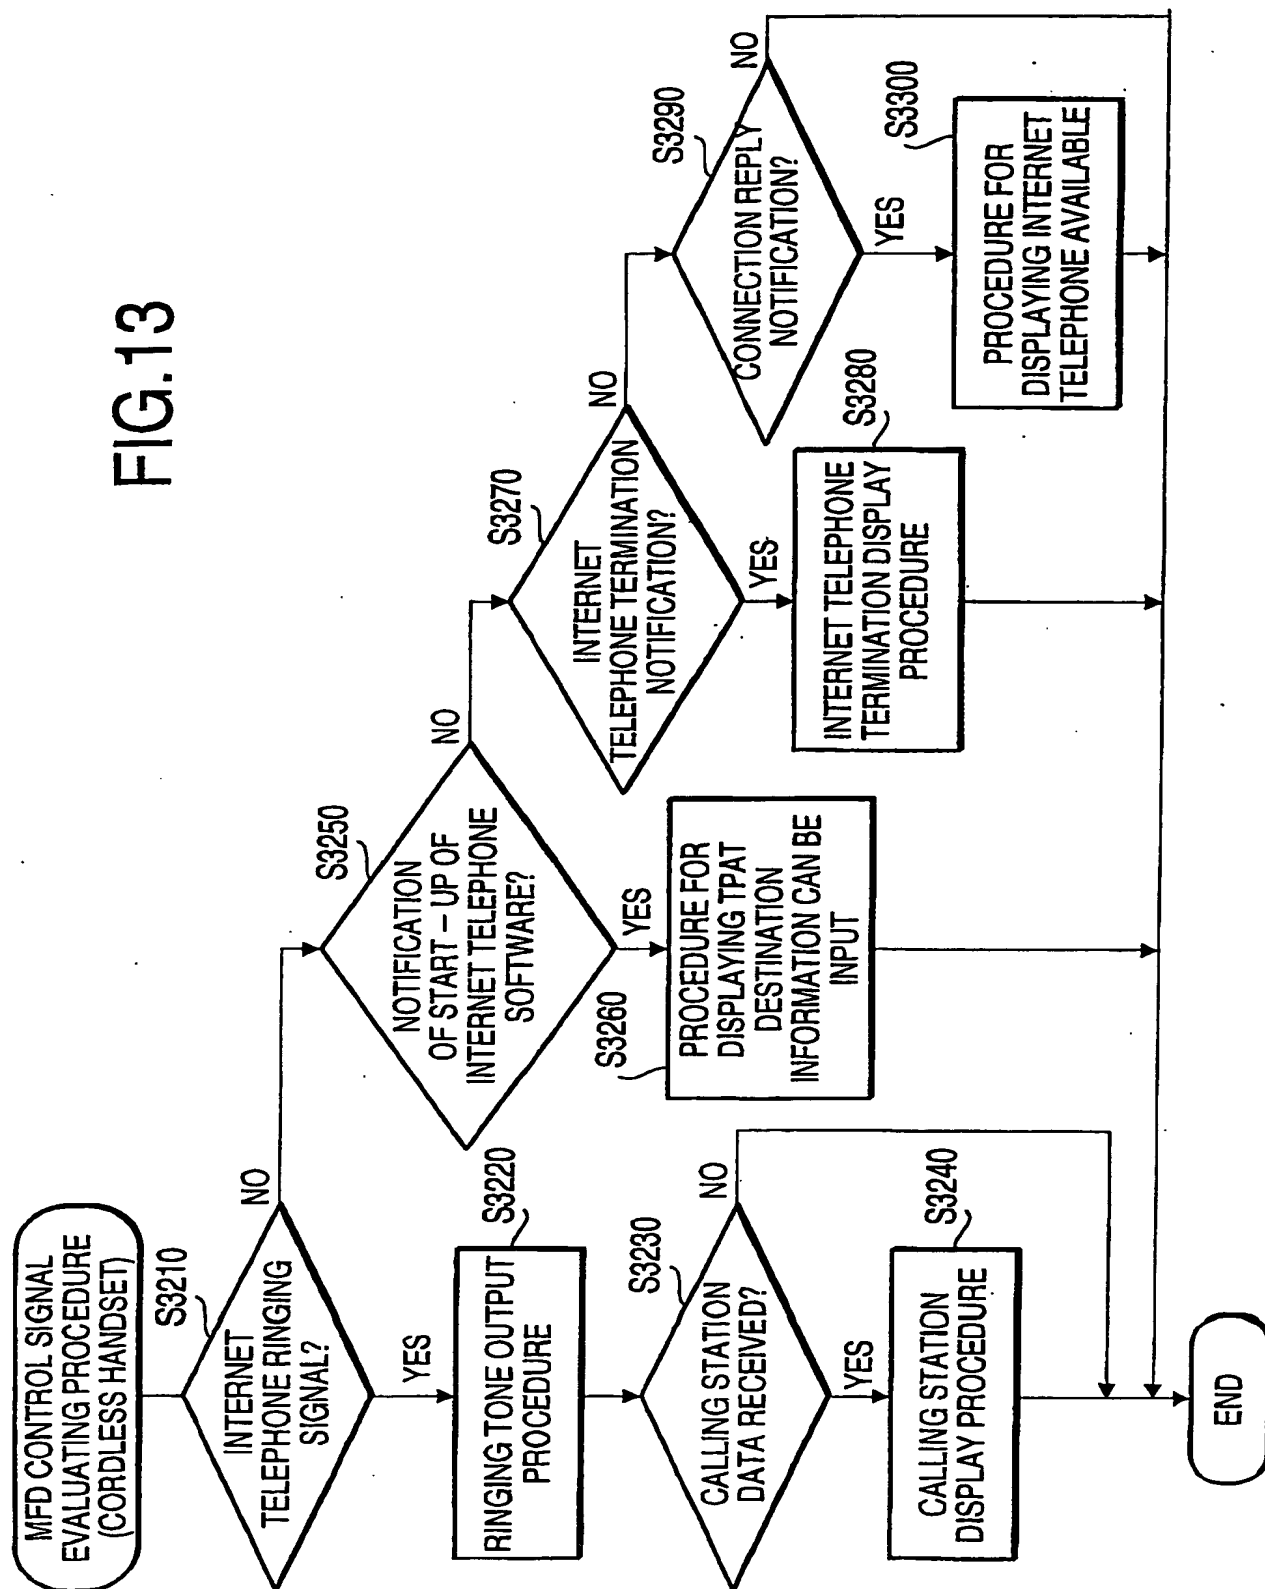 FIG.13
MFD CONTROL SIGNAL
EVALUATING PROCEDURE
(CORDLESS HANDSET)
S3210
INTERNET
TELEPHONE RINGING
SIGNAL?
NO
YES
S3220
RINGING TONE OUTPUT
PROCEDURE
S3230
CALLING STATION
DATA RECEIVED?
NO
YES
S3240
CALLING STATION
DISPLAY PROCEDURE
END
S3250
NOTIFICATION
OF START-UP OF
INTERNET TELEPHONE
SOFTWARE?
NO
YES
S3260
PROCEDURE FOR
DISPLAYING TPAT
DESTINATION
INFORMATION CAN BE
INPUT
S3270
INTERNET
TELEPHONE TERMINATION
NOTIFICATION?
NO
YES
S3280
INTERNET TELEPHONE
TERMINATION DISPLAY
PROCEDURE
S3290
CONNECTION REPLY
NOTIFICATION?
NO
YES
S3300
PROCEDURE FOR
DISPLAYING INTERNET
TELEPHONE AVAILABLE